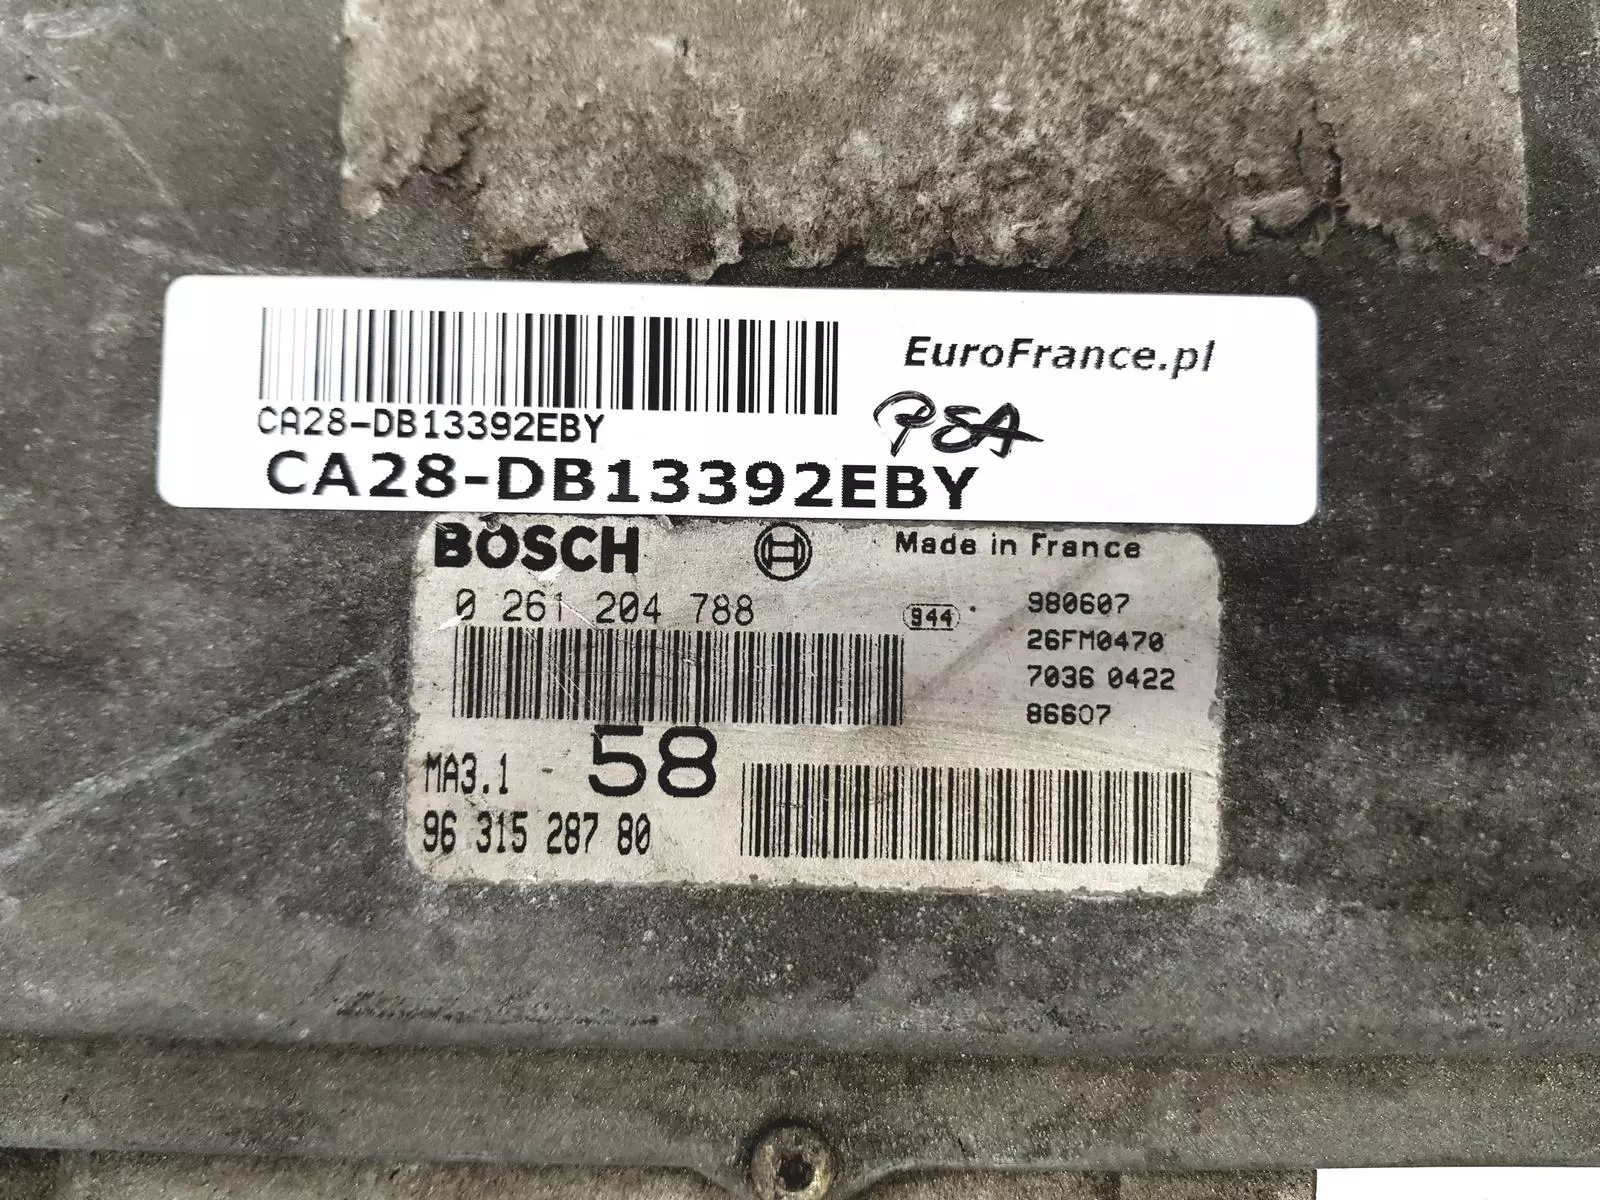 EuroFrance.pl
CA28-DB13392EBY
PSA
CA28-DB13392EBY
BOSCH
Made in France
0 261 204 788
944
980607
26FM0470
7036 0422
86607
MA3.1 - 58
96 315 287 80